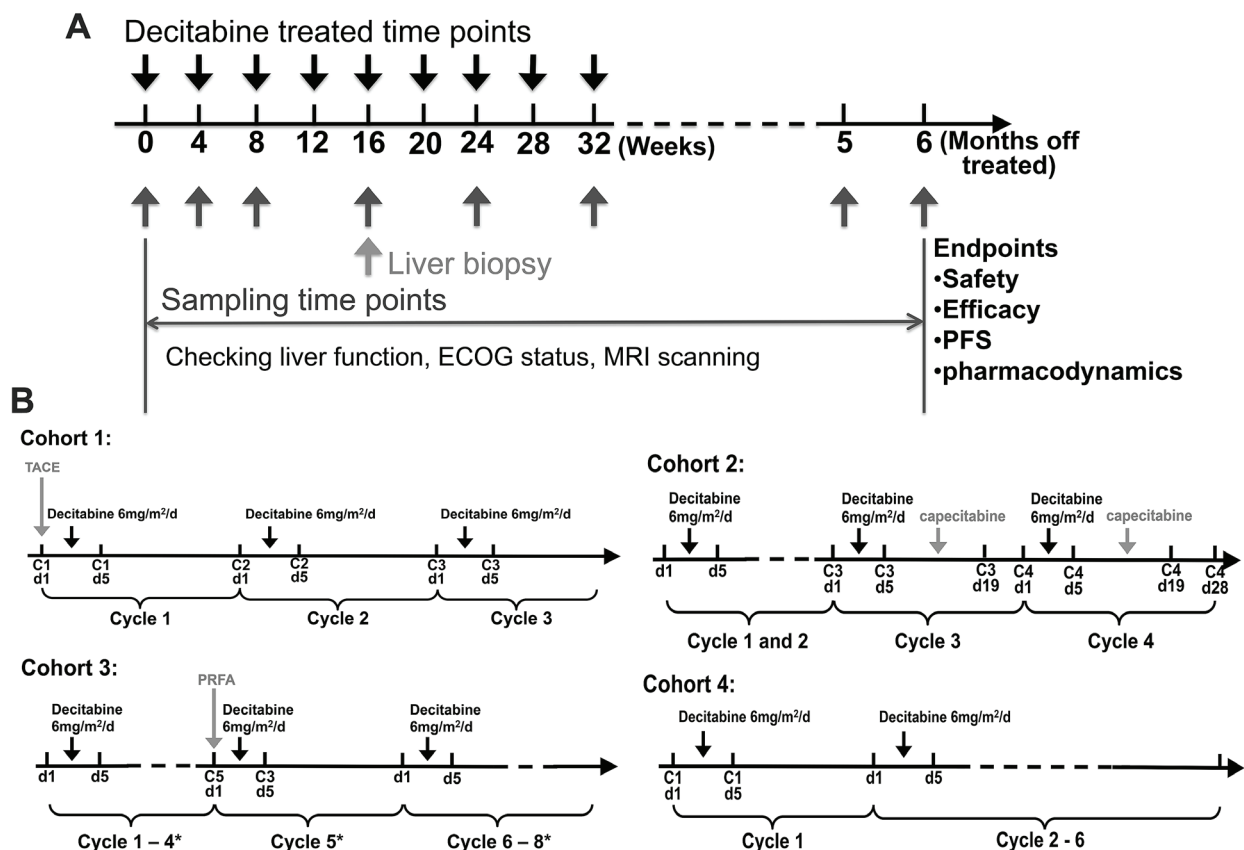 A
Decitabine treated time points
0 4 8 12 16 20 24 28 32 (Weeks) 5 6 (Months off
treated)
Liver biopsy
Sampling time points
Checking liver function, ECOG status, MRI scanning
Endpoints
•Safety
•Efficacy
•PFS
•pharmacodynamics
B
Cohort 1:
TACE
Decitabine 6mg/m²/d Decitabine 6mg/m²/d Decitabine 6mg/m²/d
C1 C1 C2 C2 C3 C3
d1 d5 d1 d5 d1 d5
Cycle 1 Cycle 2 Cycle 3
Cohort 2:
Decitabine Decitabine Decitabine
6mg/m²/d 6mg/m²/d capecitabine 6mg/m²/d capecitabine
d1 d5 C3 C3 C3 C4 C4 C4 C4
d1 d5 d19 d1 d5 d19 d28
Cycle 1 and 2 Cycle 3 Cycle 4
Cohort 3:
PRFA
Decitabine Decitabine Decitabine
6mg/m²/d 6mg/m²/d 6mg/m²/d
d1 d5 C5 C3 d1 d5
d1 d5
Cycle 1 – 4* Cycle 5* Cycle 6 – 8*
Cohort 4:
Decitabine 6mg/m²/d Decitabine 6mg/m²/d
C1 C1 d1 d5
d1 d5
Cycle 1 Cycle 2 - 6